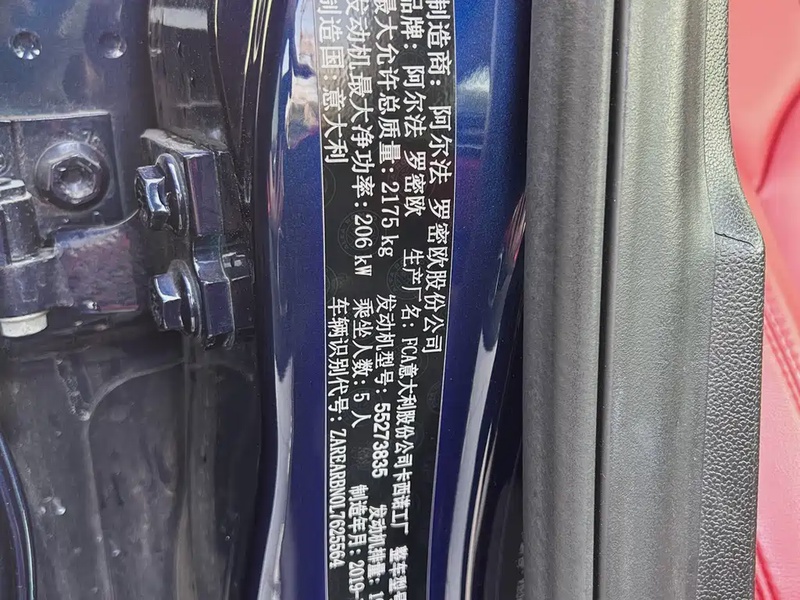 制造商: 阿尔法 罗密欧股份公司
品牌: 阿尔法 罗密欧 生产厂名: FCA意大利股份公司卡西诺工厂 整车型号
最大允许总质量: 2175 kg 发动机型号: 55273835 发动机排量:
发动机最大净功率: 206 kW 乘坐人数: 5 人 制造年月: 2019-
制造国: 意大利 车辆识别代号: ZAREARBN0L7625564